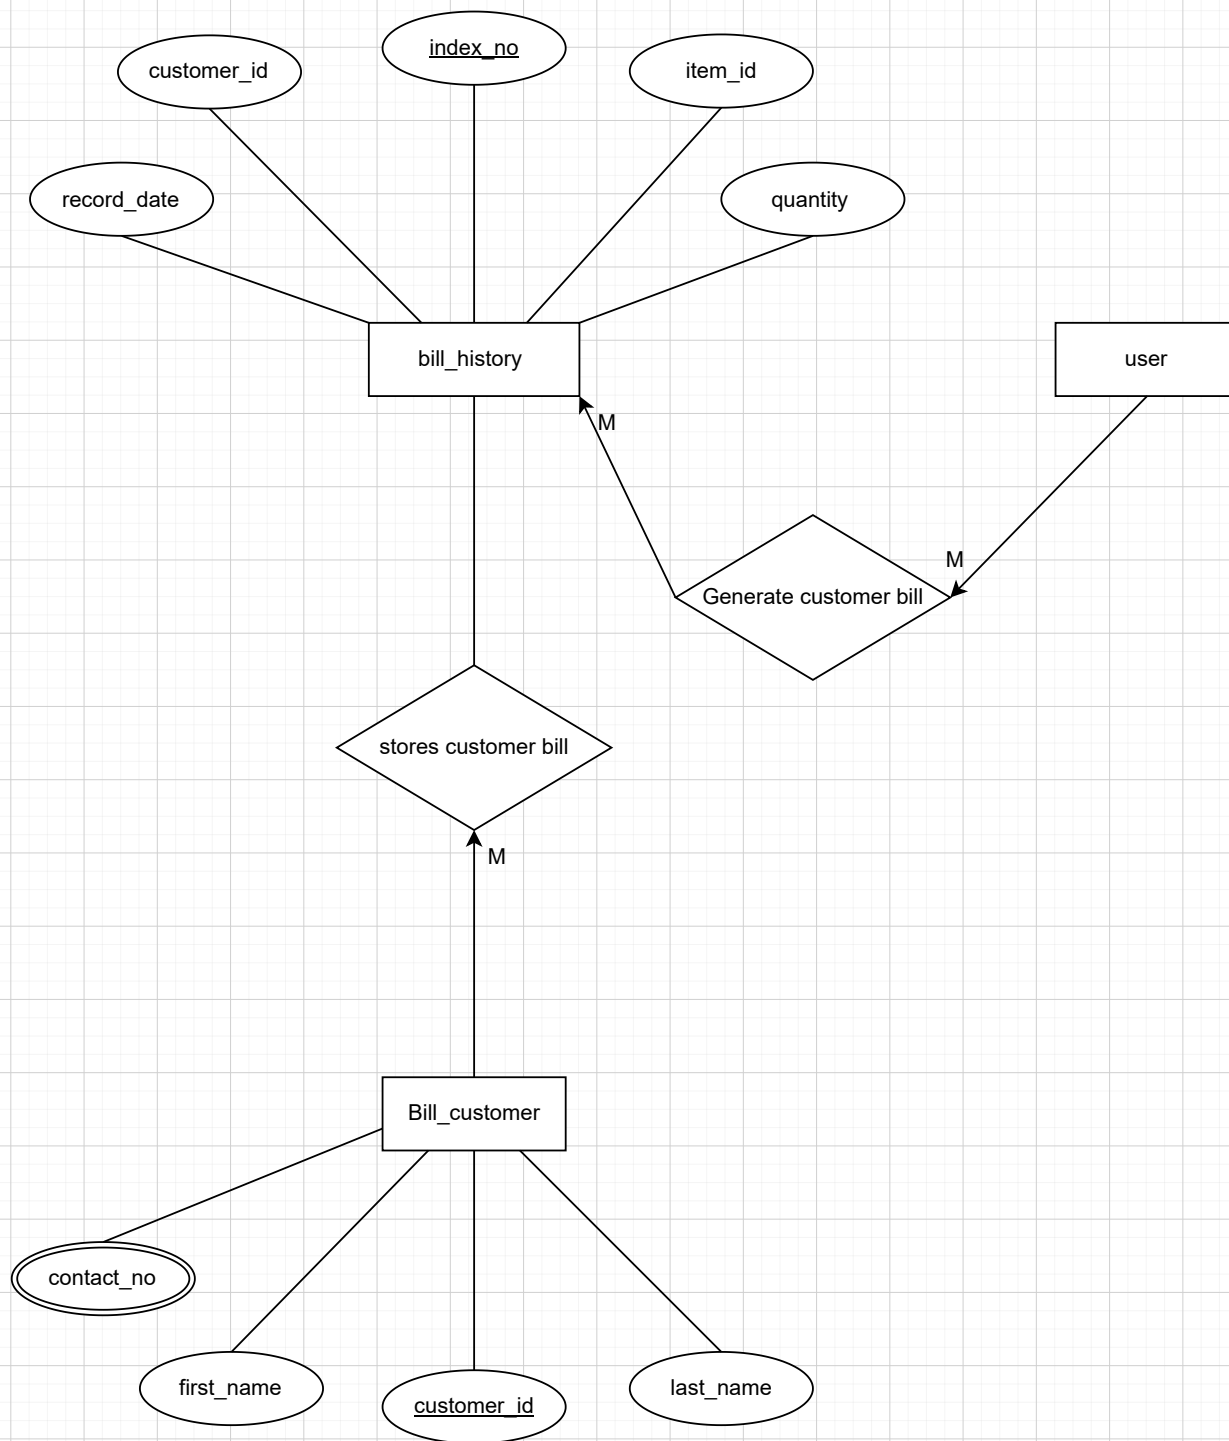 index_no
customer_id
item_id
record_date
quantity
bill_history
user
M
M
Generate customer bill
stores customer bill
M
Bill_customer
contact_no
first_name
last_name
customer_id